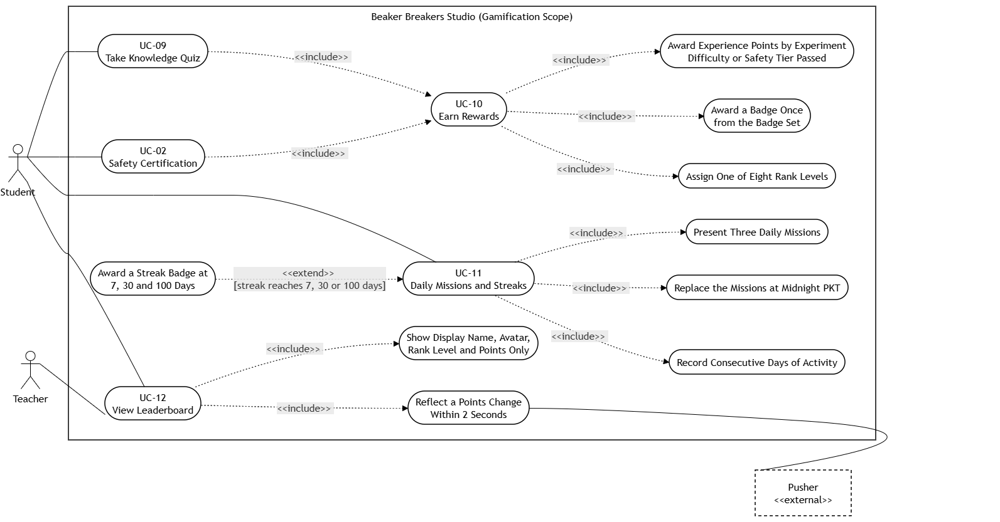 Beaker Breakers Studio (Gamification Scope)
UC-09
Take Knowledge Quiz
<<include>>
Award Experience Points by Experiment
Difficulty or Safety Tier Passed
<<include>>
UC-10
Earn Rewards
<<include>>
Award a Badge Once
from the Badge Set
UC-02
Safety Certification
<<include>>
<<include>>
Assign One of Eight Rank Levels
Student
<<include>>
Present Three Daily Missions
Award a Streak Badge at
7, 30 and 100 Days
<<extend>>
[streak reaches 7, 30 or 100 days]
UC-11
Daily Missions and Streaks
<<include>>
Replace the Missions at Midnight PKT
<<include>>
Record Consecutive Days of Activity
<<include>>
Show Display Name, Avatar,
Rank Level and Points Only
Teacher
UC-12
View Leaderboard
<<include>>
Reflect a Points Change
Within 2 Seconds
Pusher
<<external>>